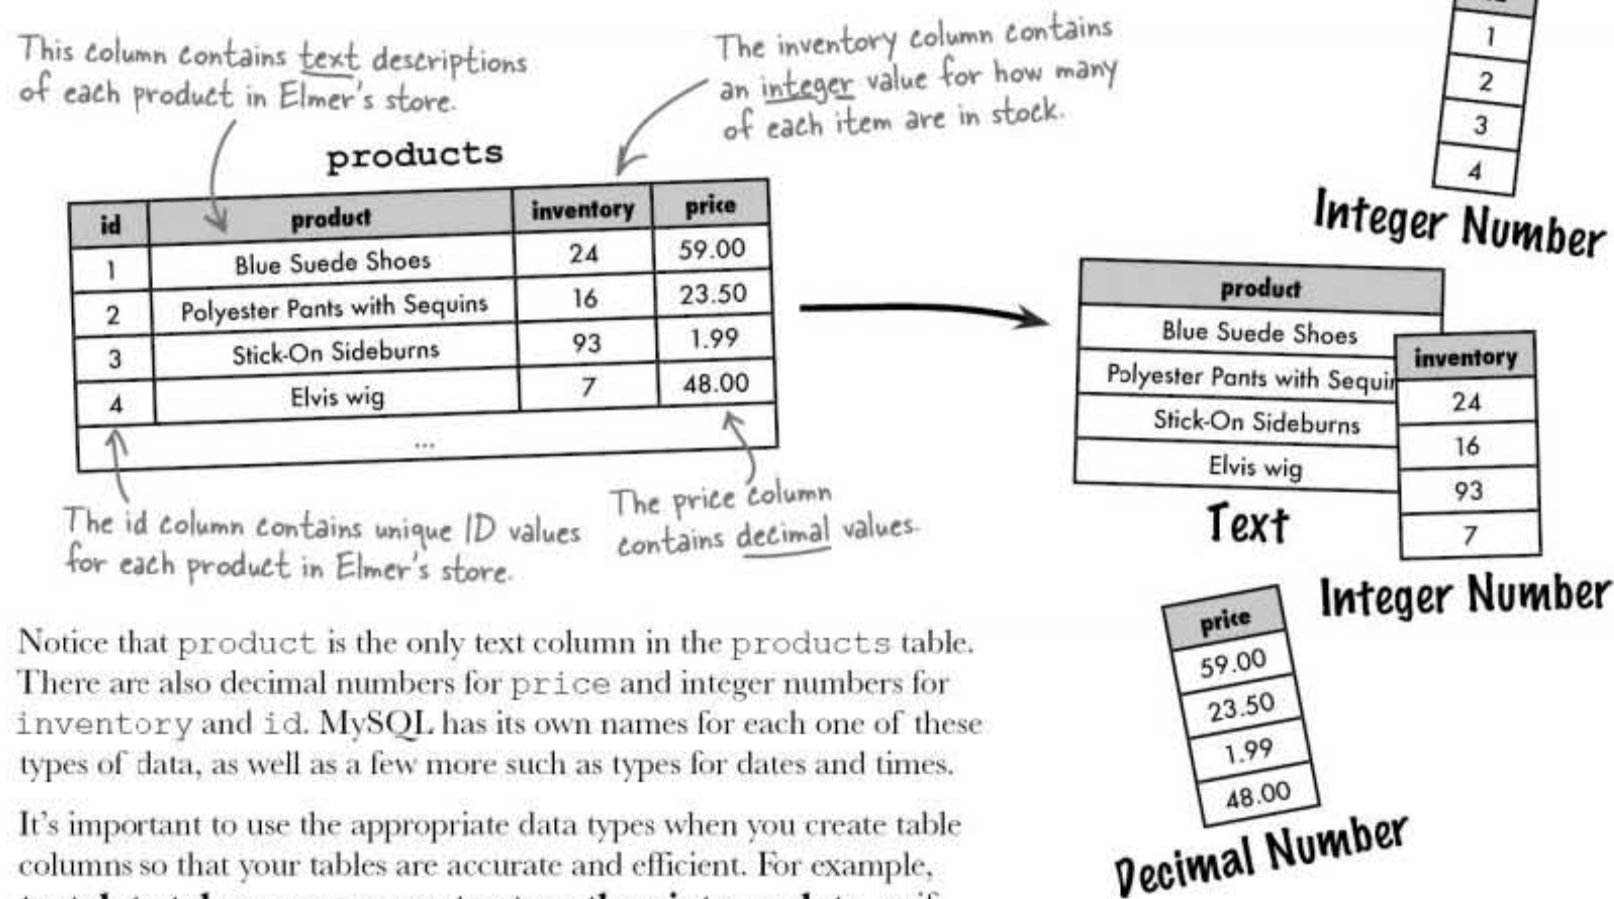 This column contains text descriptions
of each product in Elmer's store.
The inventory column contains
an integer value for how many
of each item are in stock.
products
id product inventory price
1 Blue Suede Shoes 24 59.00
2 Polyester Pants with Sequins 16 23.50
3 Stick-On Sideburns 93 1.99
4 Elvis wig 7 48.00
...
The id column contains unique ID values
for each product in Elmer's store.
The price column
contains decimal values.
1
2
3
4
Integer Number
product
Blue Suede Shoes
Polyester Pants with Sequin
Stick-On Sideburns
Elvis wig
Text
inventory
24
16
93
7
Integer Number
price
59.00
23.50
1.99
48.00
Decimal Number
Notice that product is the only text column in the products table.
There are also decimal numbers for price and integer numbers for
inventory and id. MySQL has its own names for each one of these
types of data, as well as a few more such as types for dates and times.
It's important to use the appropriate data types when you create table
columns so that your tables are accurate and efficient. For example,